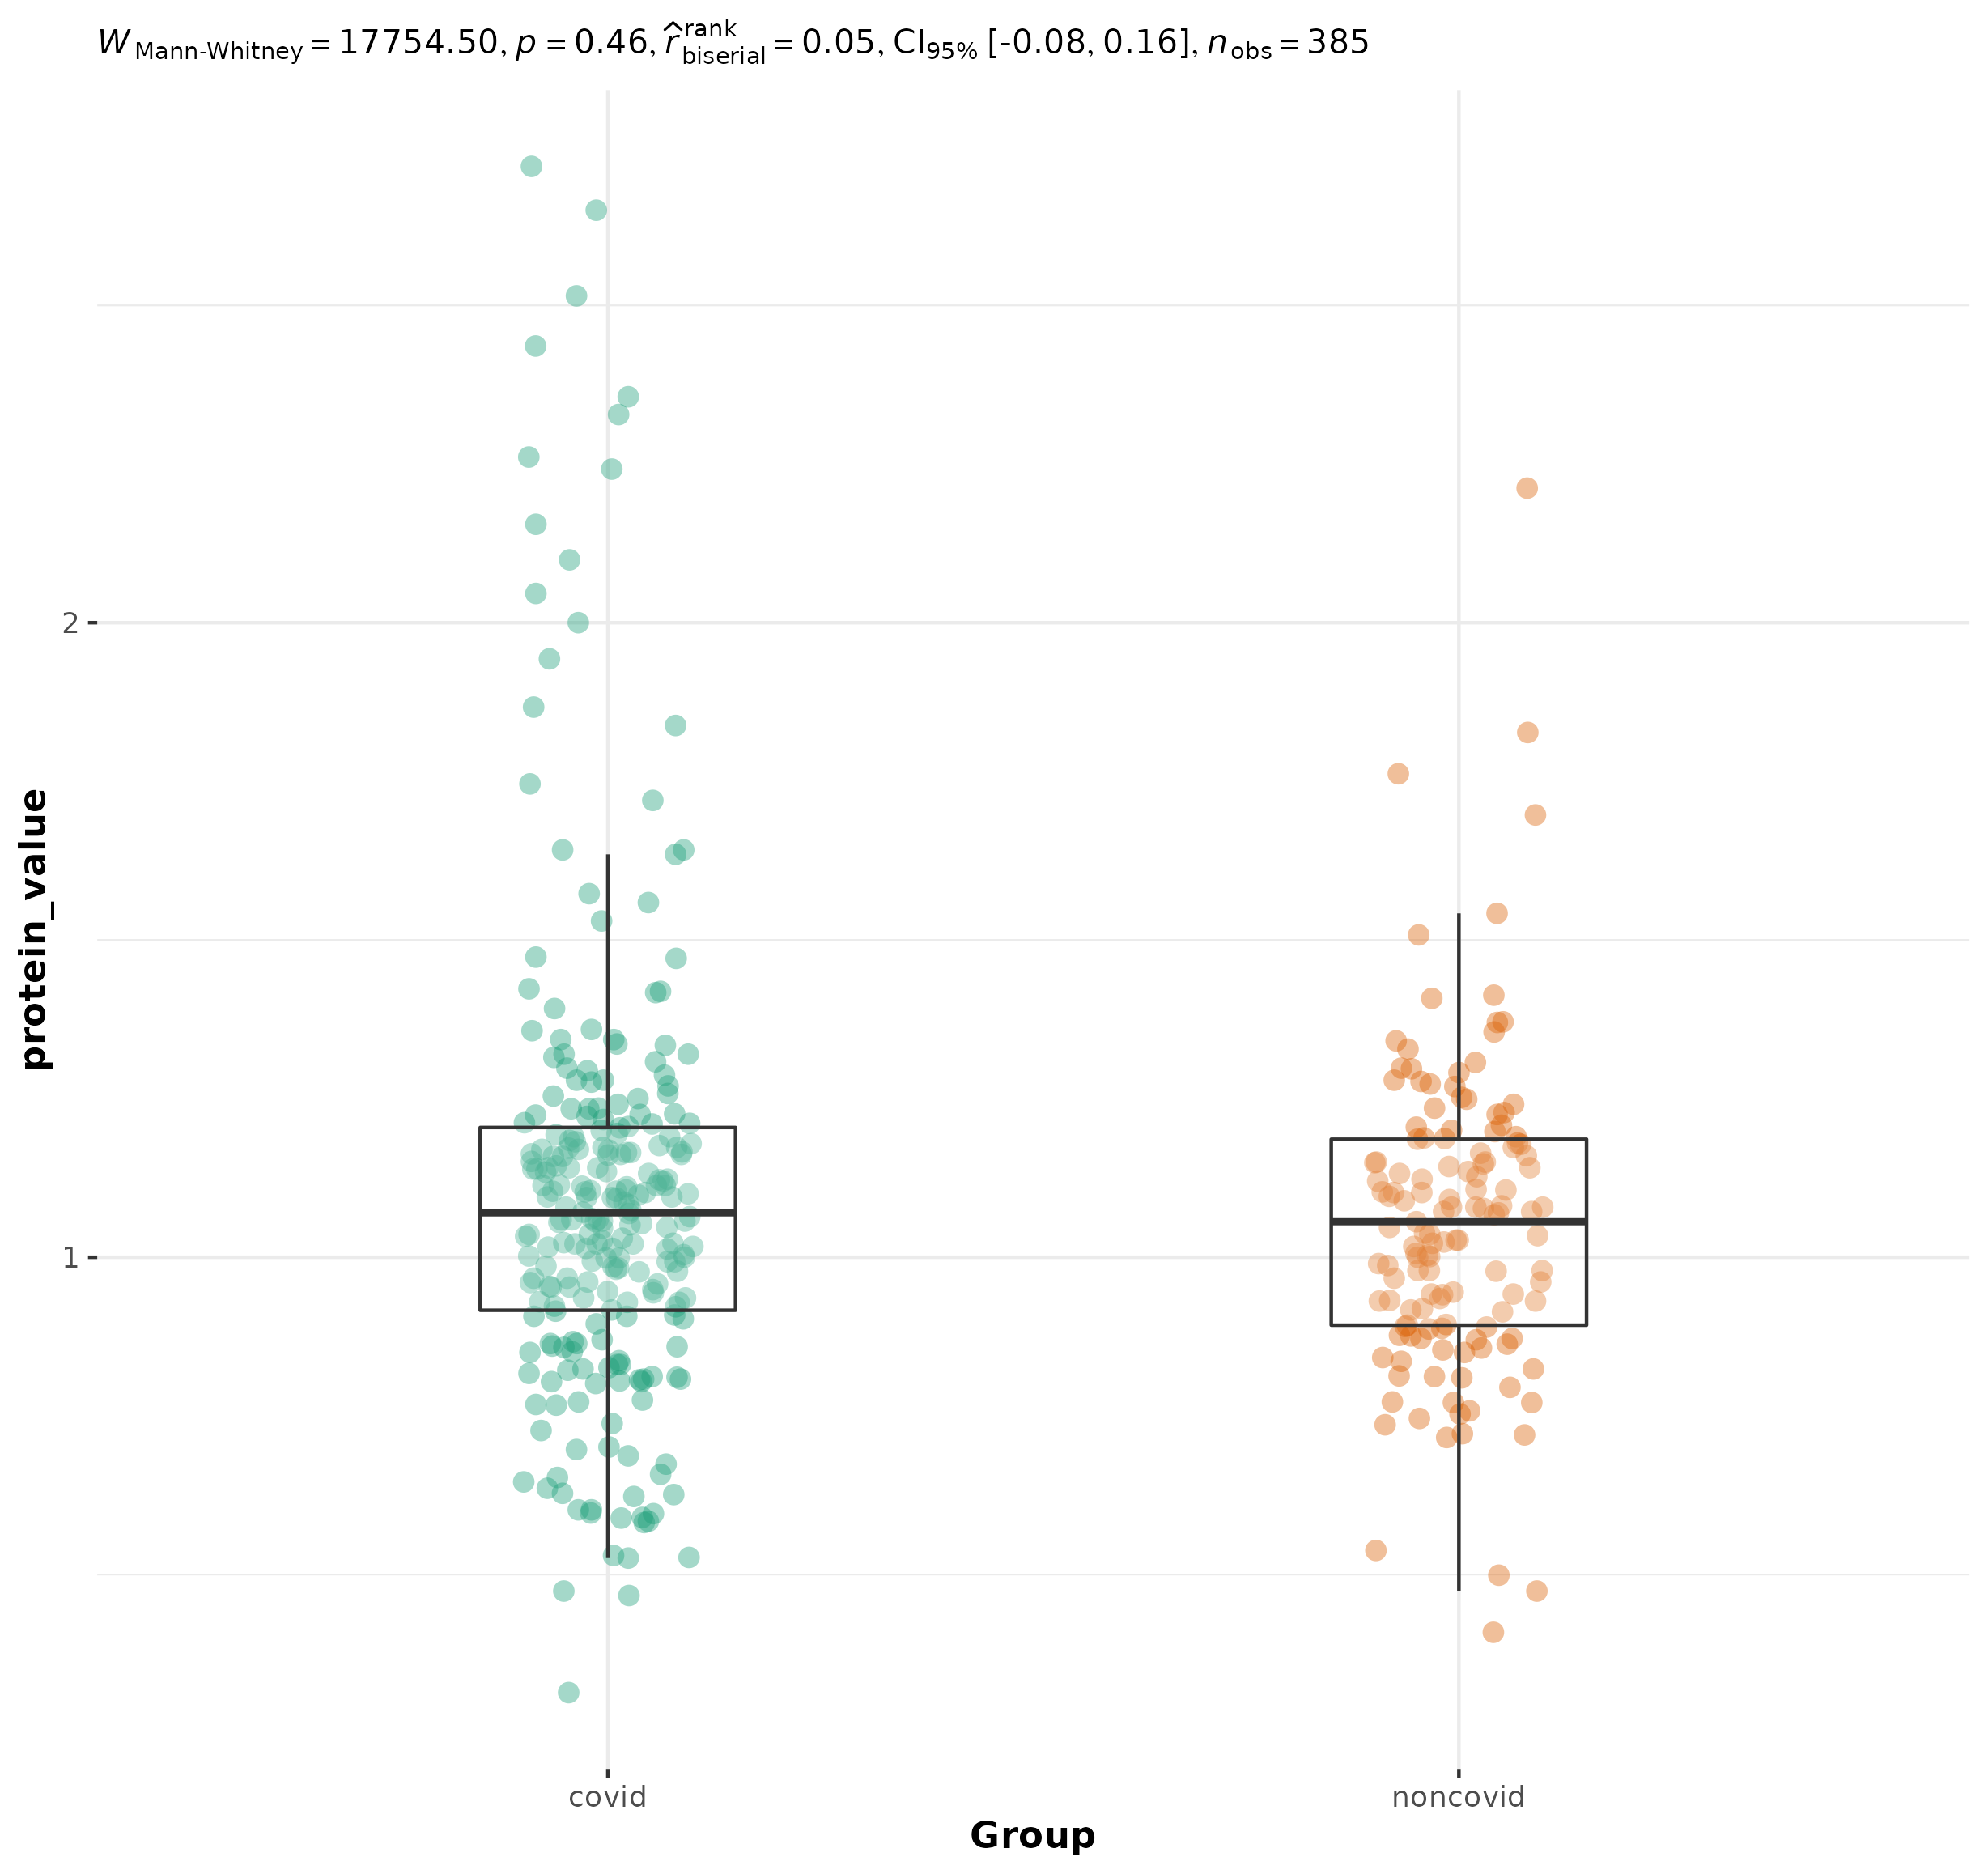 W Mann-Whitney = 17754.50, p = 0.46, r̂ rank biserial = 0.05, CI95% [-0.08, 0.16], n obs = 385
protein_value
2
1
covid noncovid
Group